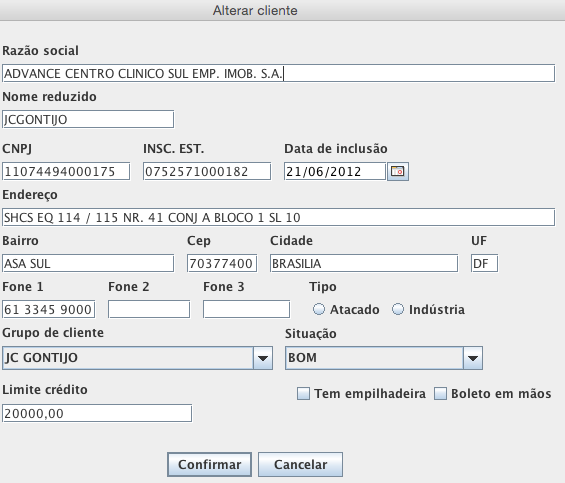 Alterar cliente
Razão social
ADVANCE CENTRO CLINICO SUL EMP. IMOB. S.A.
Nome reduzido
JCGONTIJO
CNPJ INSC. EST. Data de inclusão
11074494000175 0752571000182 21/06/2012
Endereço
SHCS EQ 114 / 115 NR. 41 CONJ A BLOCO 1 SL 10
Bairro Cep Cidade UF
ASA SUL 70377400 BRASILIA DF
Fone 1 Fone 2 Fone 3 Tipo
61 3345 9000 Atacado Indústria
Grupo de cliente Situação
JC GONTIJO BOM
Limite crédito Tem empilhadeira Boleto em mãos
20000,00
Confirmar Cancelar